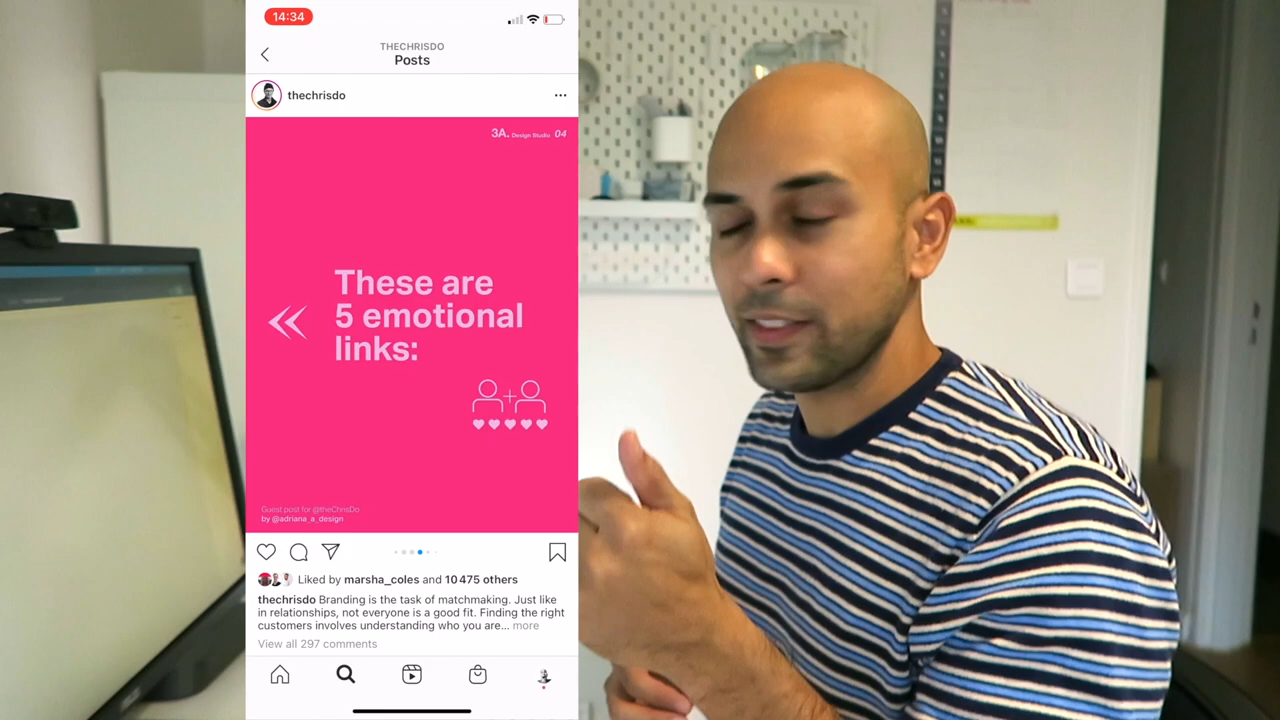 14:34
THECHRISDO
Posts
thechrisdo
3A. Design Studio 04
These are
5 emotional
links:
Guest post for @theChrisDo
by @adriana_a_design
Liked by marsha_coles and 10 475 others
thechrisdo Branding is the task of matchmaking. Just like
in relationships, not everyone is a good fit. Finding the right
customers involves understanding who you are... more
View all 297 comments